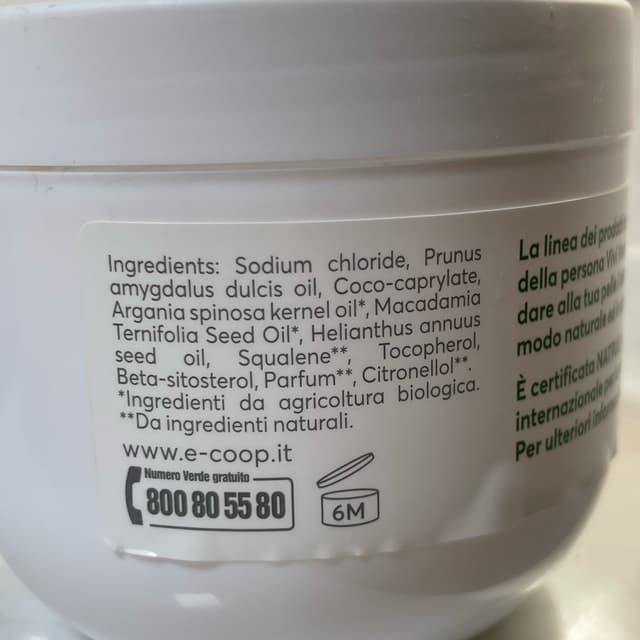 Ingredients: Sodium chloride, Prunus
amygdalus dulcis oil, Coco-caprylate,
Argania spinosa kernel oil*, Macadamia
Ternifolia Seed Oil*, Helianthus annuus
seed oil, Squalene**, Tocopherol,
Beta-sitosterol, Parfum**, Citronellol**.
*Ingredienti da agricoltura biologica.
**Da ingredienti naturali.
www.e-coop.it
Numero Verde gratuito
800 80 55 80
6M
La linea dei
della persona
dare alla tua
modo naturale
È certificata
internazionale
Per ulteriori